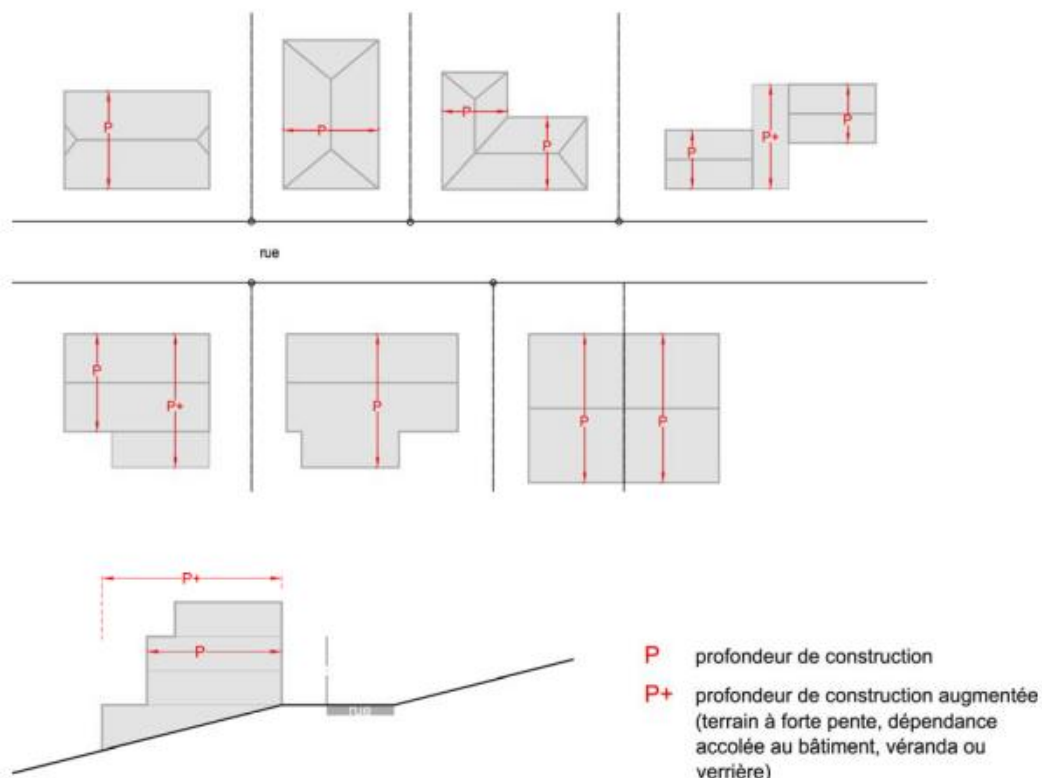 P
P
P
P
P
P+
P
rue
P
P+
P
P
P
P+
P
rue
P profondeur de construction
P+ profondeur de construction augmentée
(terrain à forte pente, dépendance
accolée au bâtiment, véranda ou
verrière)